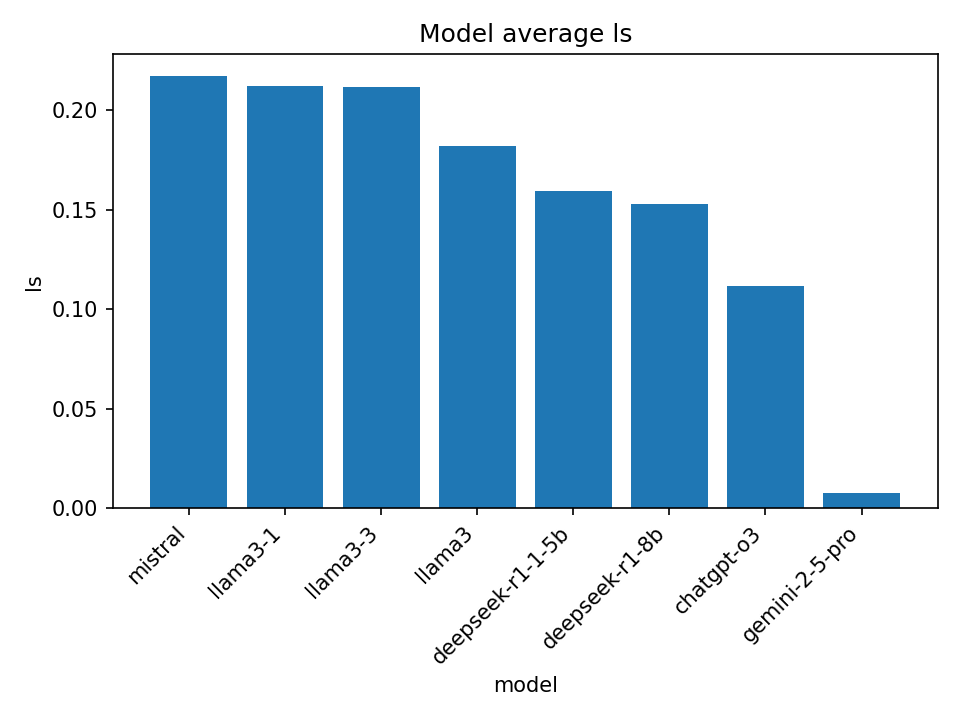 Model average ls
0.20
0.15
0.10
0.05
0.00
ls
mistral
llama3-1
llama3-3
llama3
deepseek-r1-1-5b
deepseek-r1-8b
chatgpt-o3
gemini-2-5-pro
model